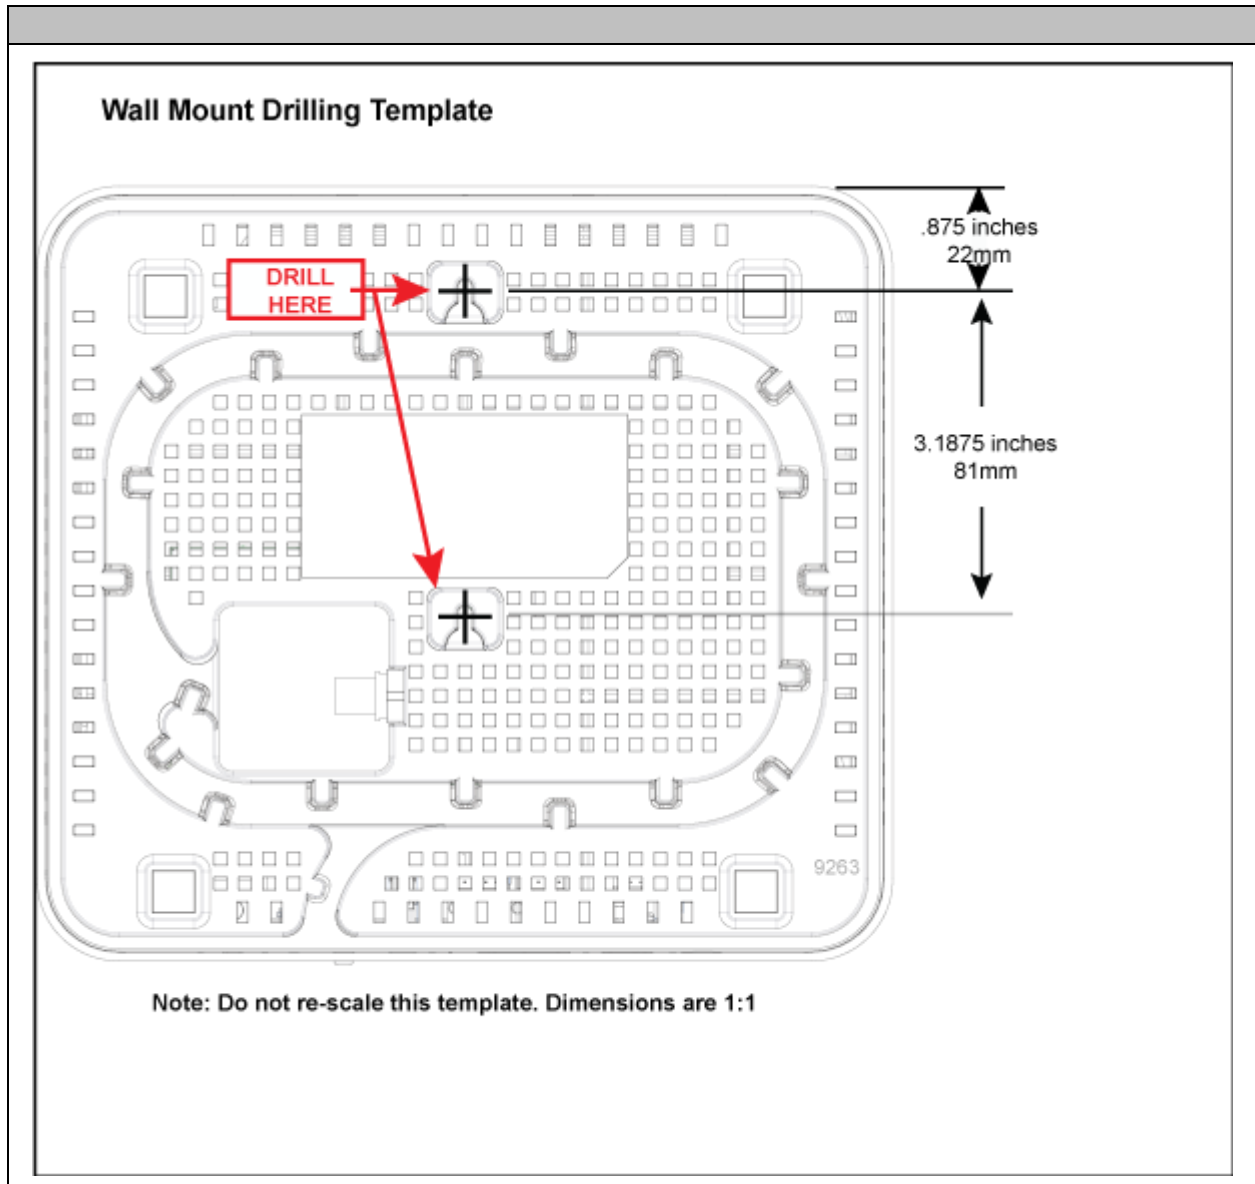 Wall Mount Drilling Template
.875 inches
22mm
DRILL
HERE
3.1875 inches
81mm
9263
Note: Do not re-scale this template. Dimensions are 1:1